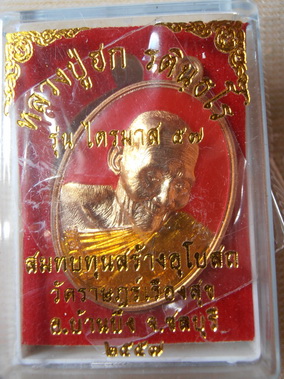 หลวงปู่ฮก รตินฺธโร
รุ่น ไตรมาส ๕๗
สมทบทุนสร้างอุโบสถ
วัดราษฎร์เรืองสุข
อ.บ้านบึง จ.ชลบุรี
๒๕๕๗